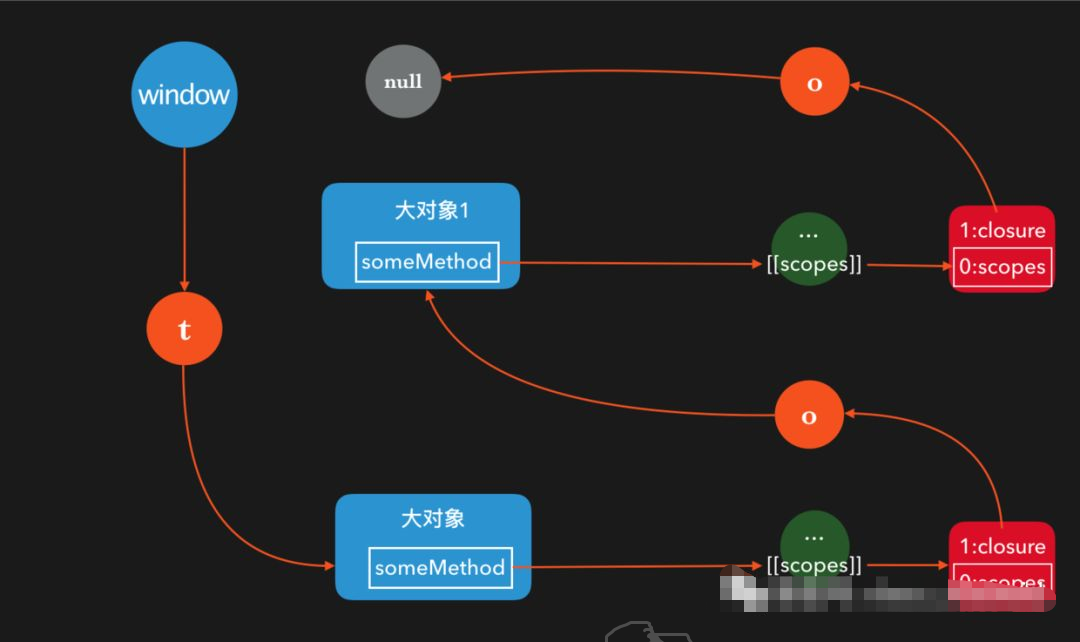 window
null
o
大对象1
someMethod
...
[[scopes]]
1:closure
0:scopes
t
o
大对象
someMethod
...
[[scopes]]
1:closure
0:scopes